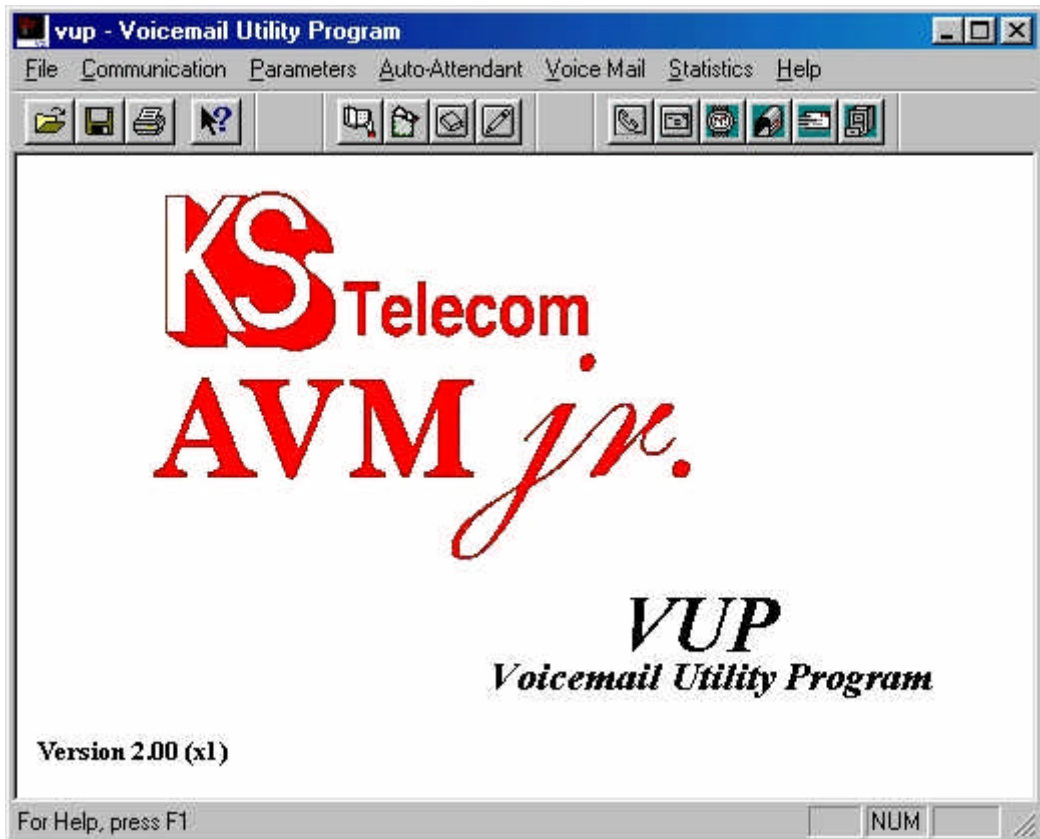 vup - Voicemail Utility Program
File Communication Parameters Auto-Attendant Voice Mail Statistics Help
KS Telecom
AVM jr.
VUP
Voicemail Utility Program
Version 2.00 (x1)
For Help, press F1 NUM